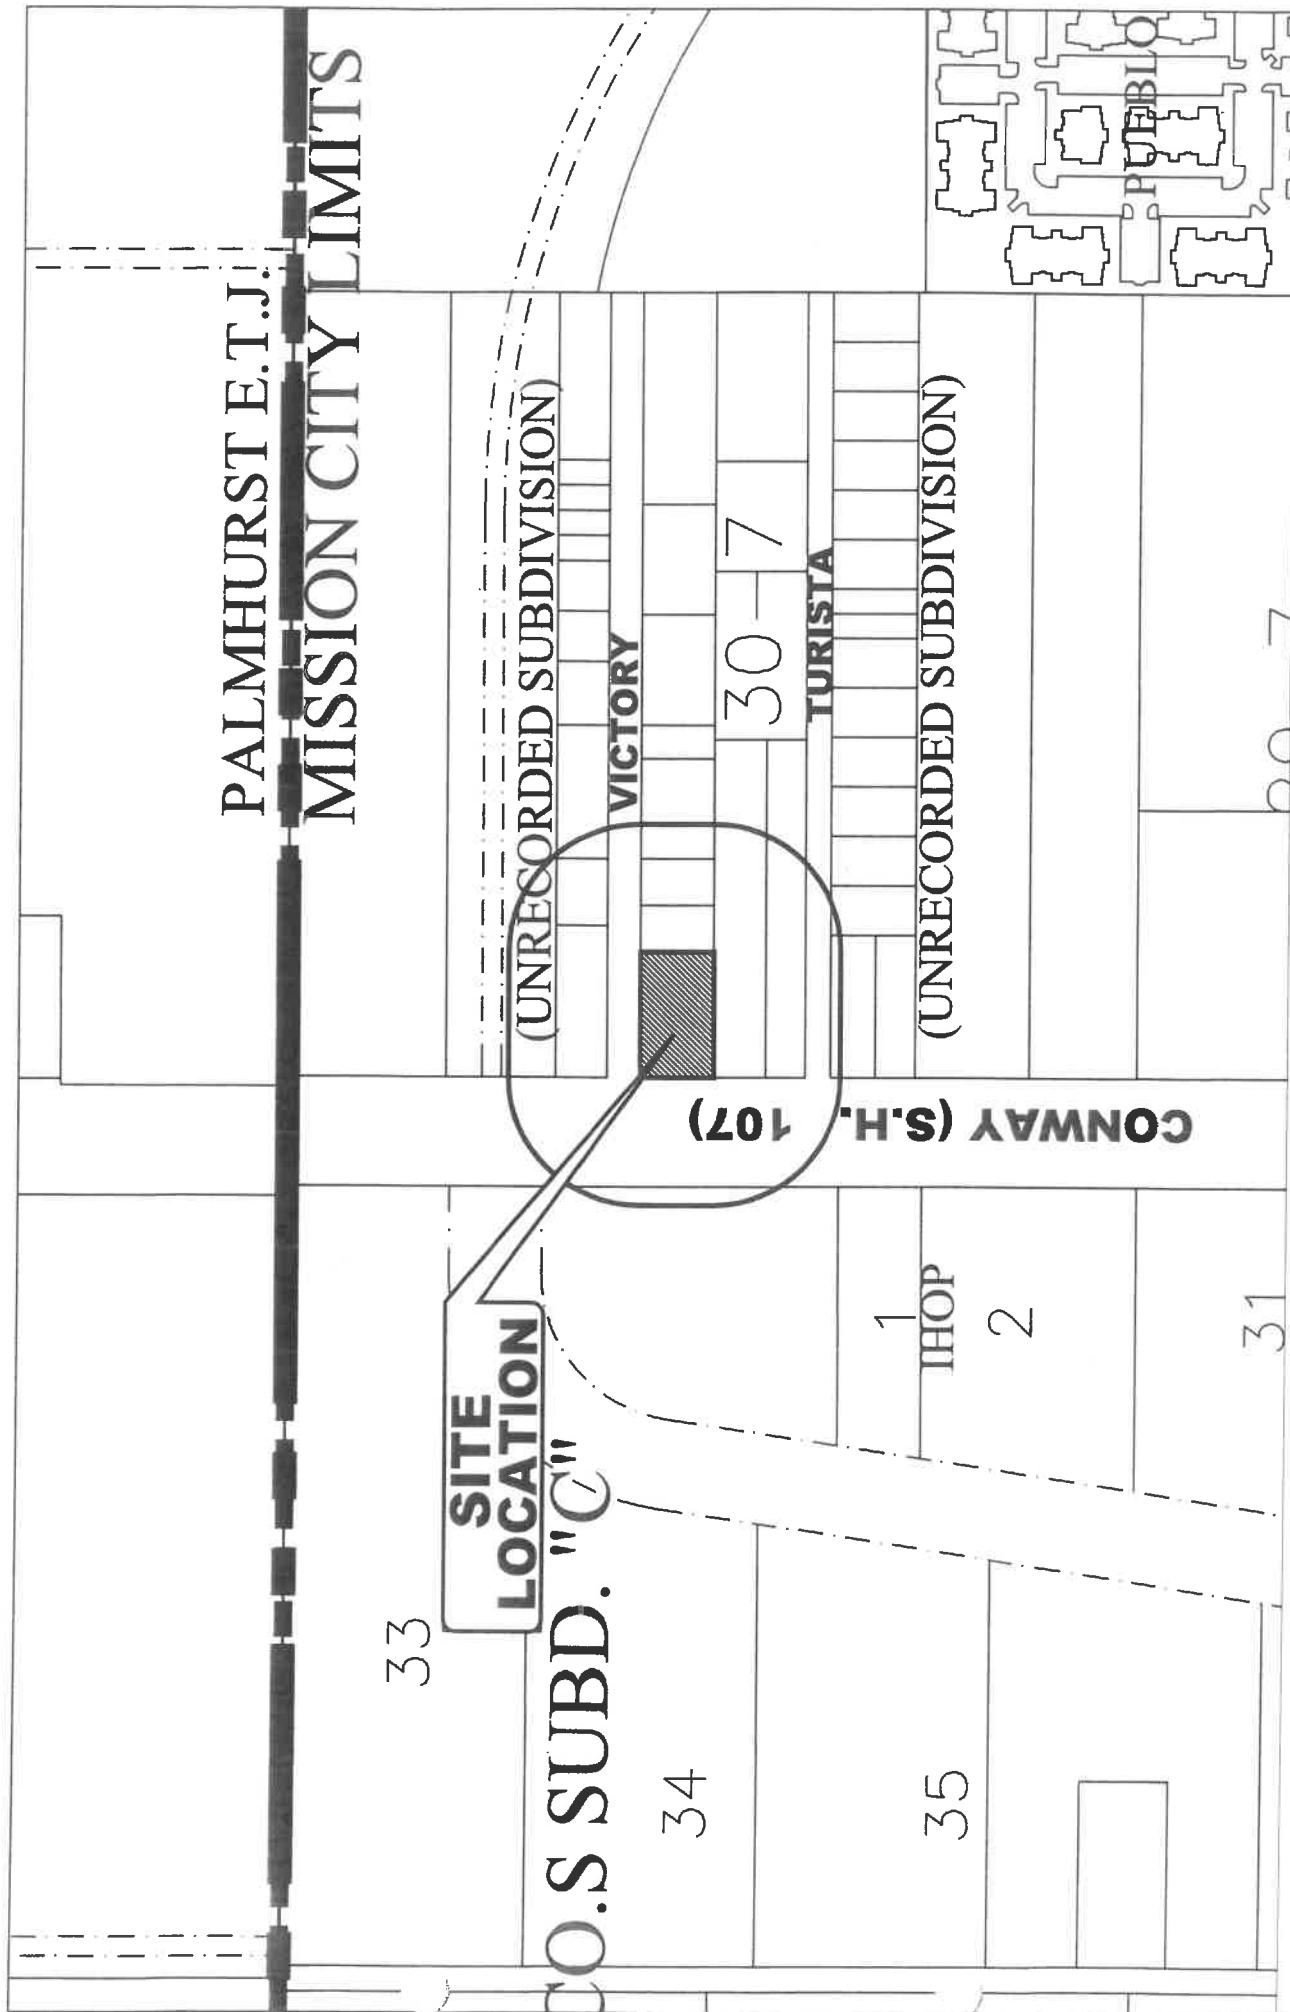 PALMHURST E.T.J.
MISSION CITY LIMITS
33
SITE
LOCATION
(UNRECORDED SUBDIVISION)
CO.S SUBD. "C"
VICTORY
34
30-7
107)
CONWAY (S.H.
TURISTA
1
IHOP
(UNRECORDED SUBDIVISION)
35
2
PUEBLO
31